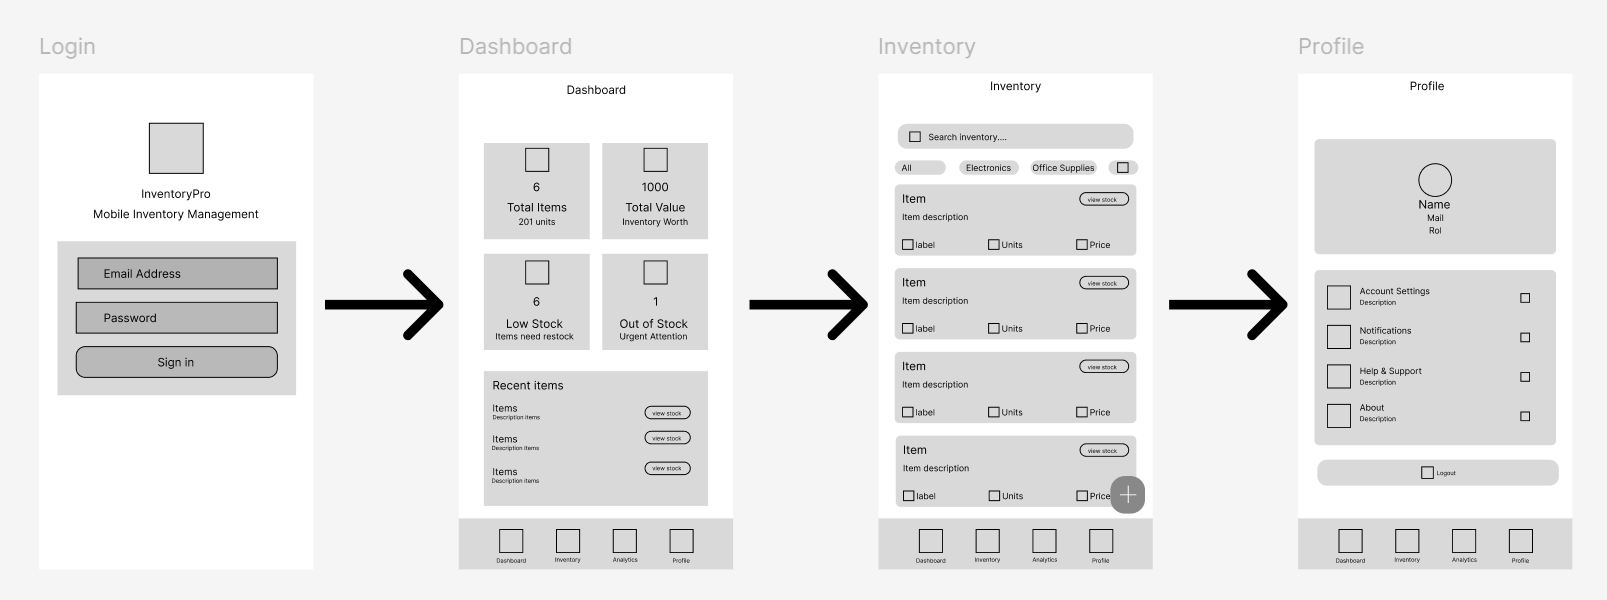 Login
InventoryPro
Mobile Inventory Management
Email Address
Password
Sign in
Dashboard
Dashboard
6
Total Items
201 units
1000
Total Value
Inventory Worth
6
Low Stock
Items need restock
1
Out of Stock
Urgent Attention
Recent items
Items
Description items
view stock
Items
Description items
view stock
Items
Description items
view stock
Dashboard
Inventory
Analytics
Profile
Inventory
Inventory
Search inventory....
All
Electronics
Office Supplies
Item
view stock
Item description
label
Units
Price
Item
view stock
Item description
label
Units
Price
Item
view stock
Item description
label
Units
Price
Item
view stock
Item description
label
Units
Price
Dashboard
Inventory
Analytics
Profile
Profile
Profile
Name
Mail
Rol
Account Settings
Description
Notifications
Description
Help & Support
Description
About
Description
Logout
Dashboard
Inventory
Analytics
Profile